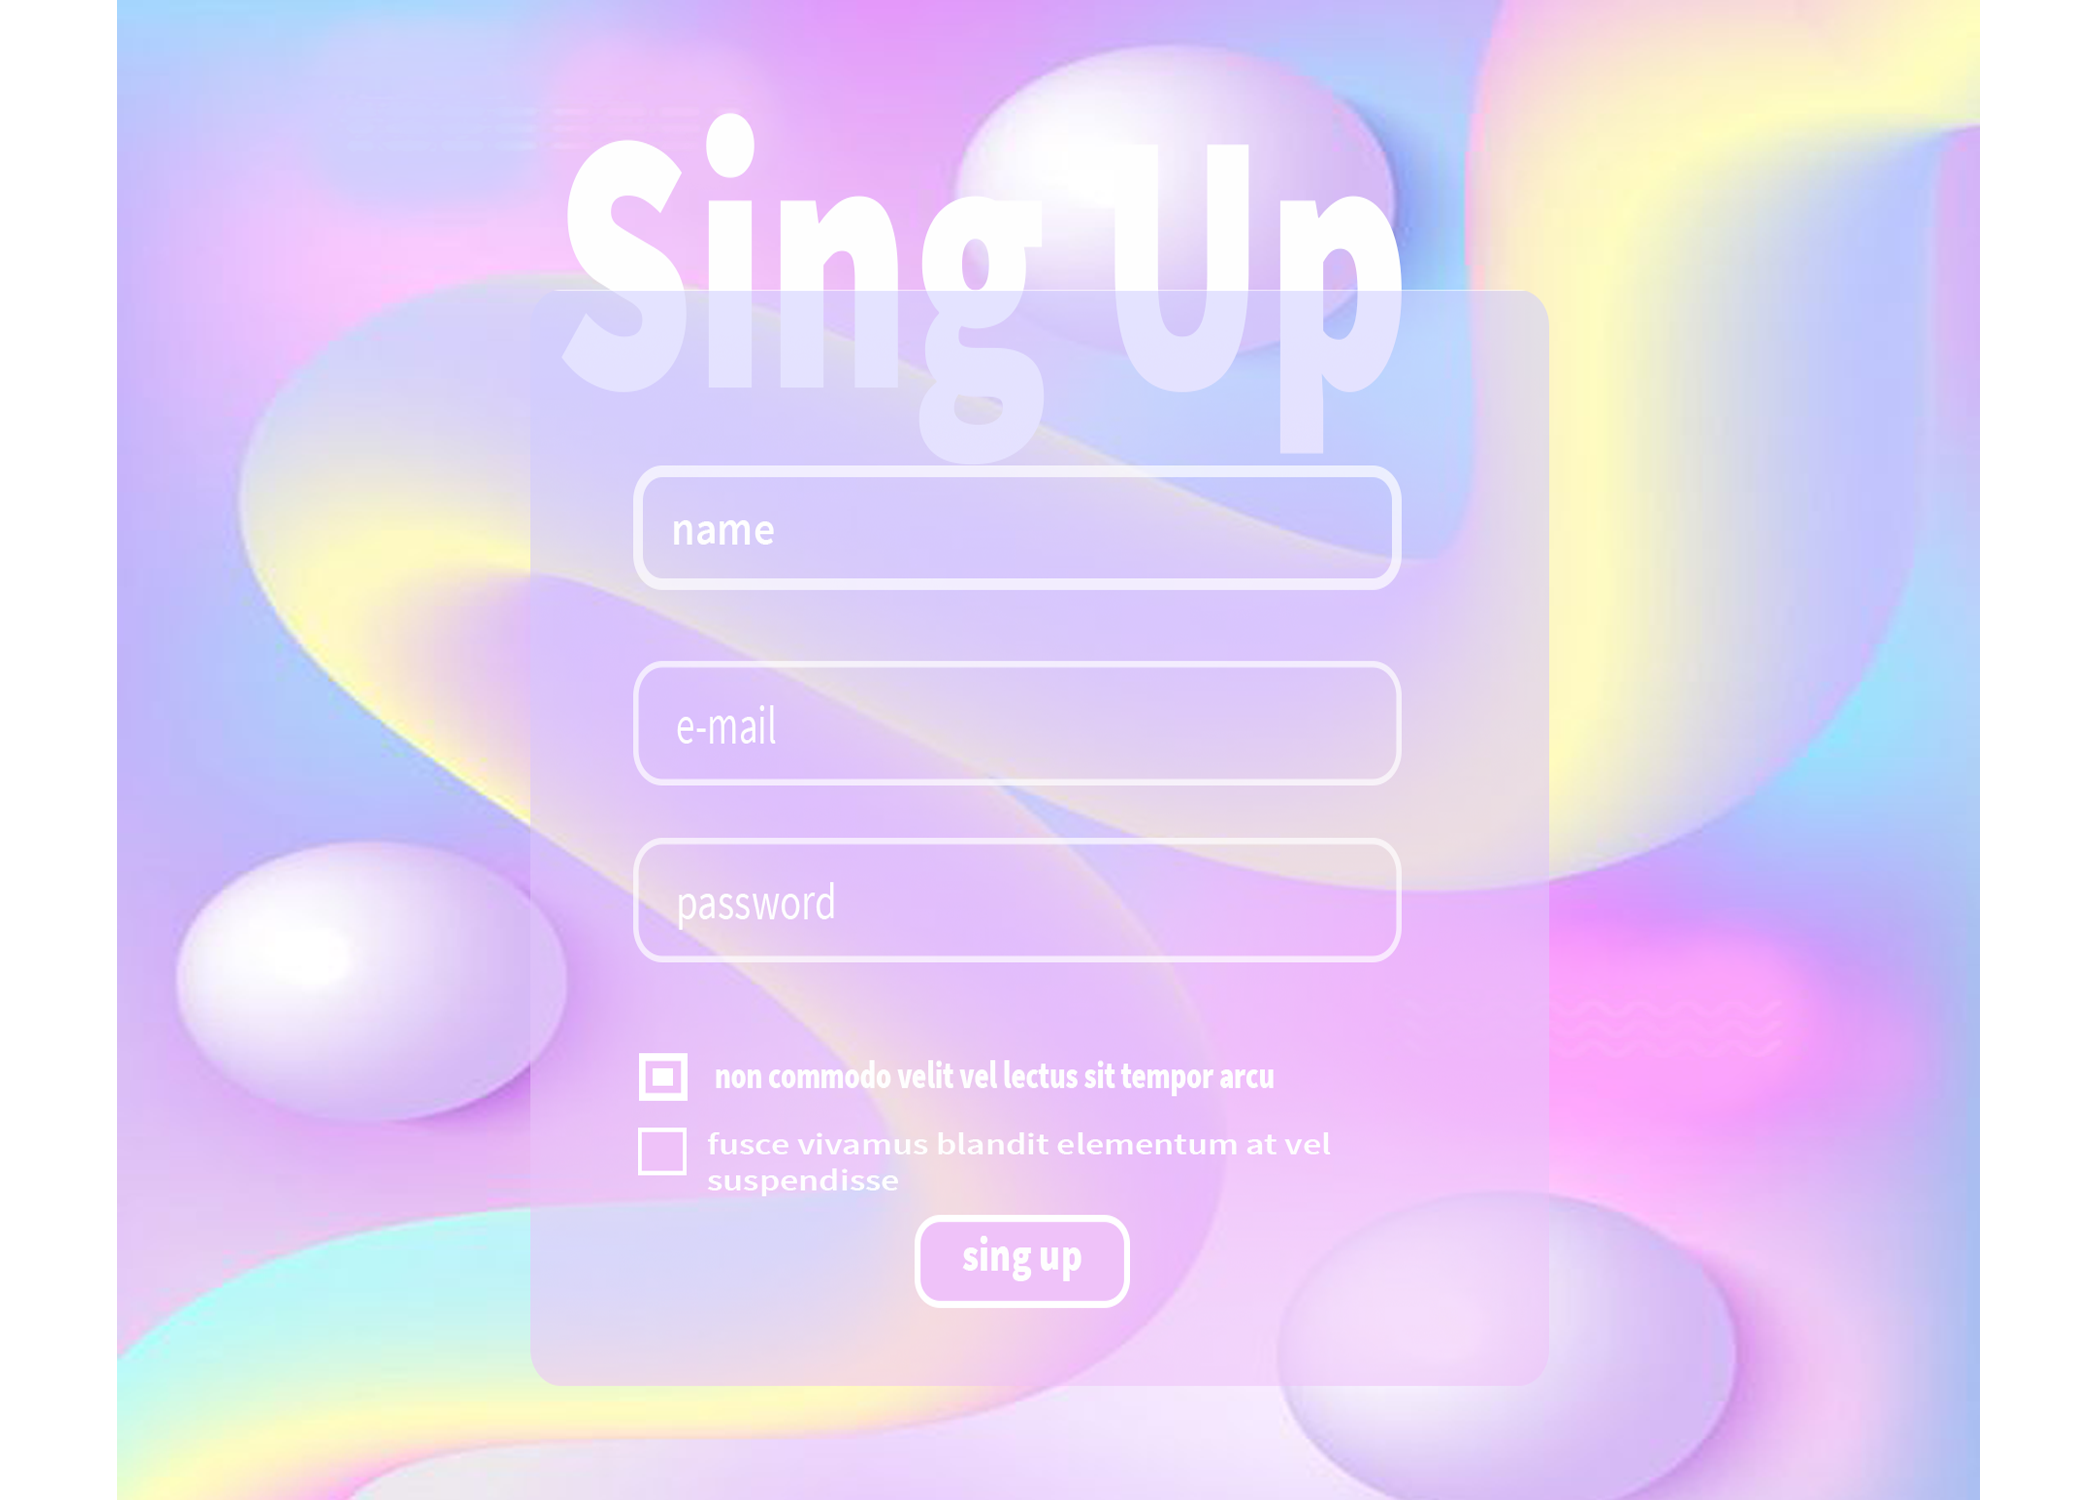 Sing Up
name
e-mail
password
non commodo velit vel lectus sit tempor arcu
fusce vivamus blandit elementum at vel
suspendisse
sing up